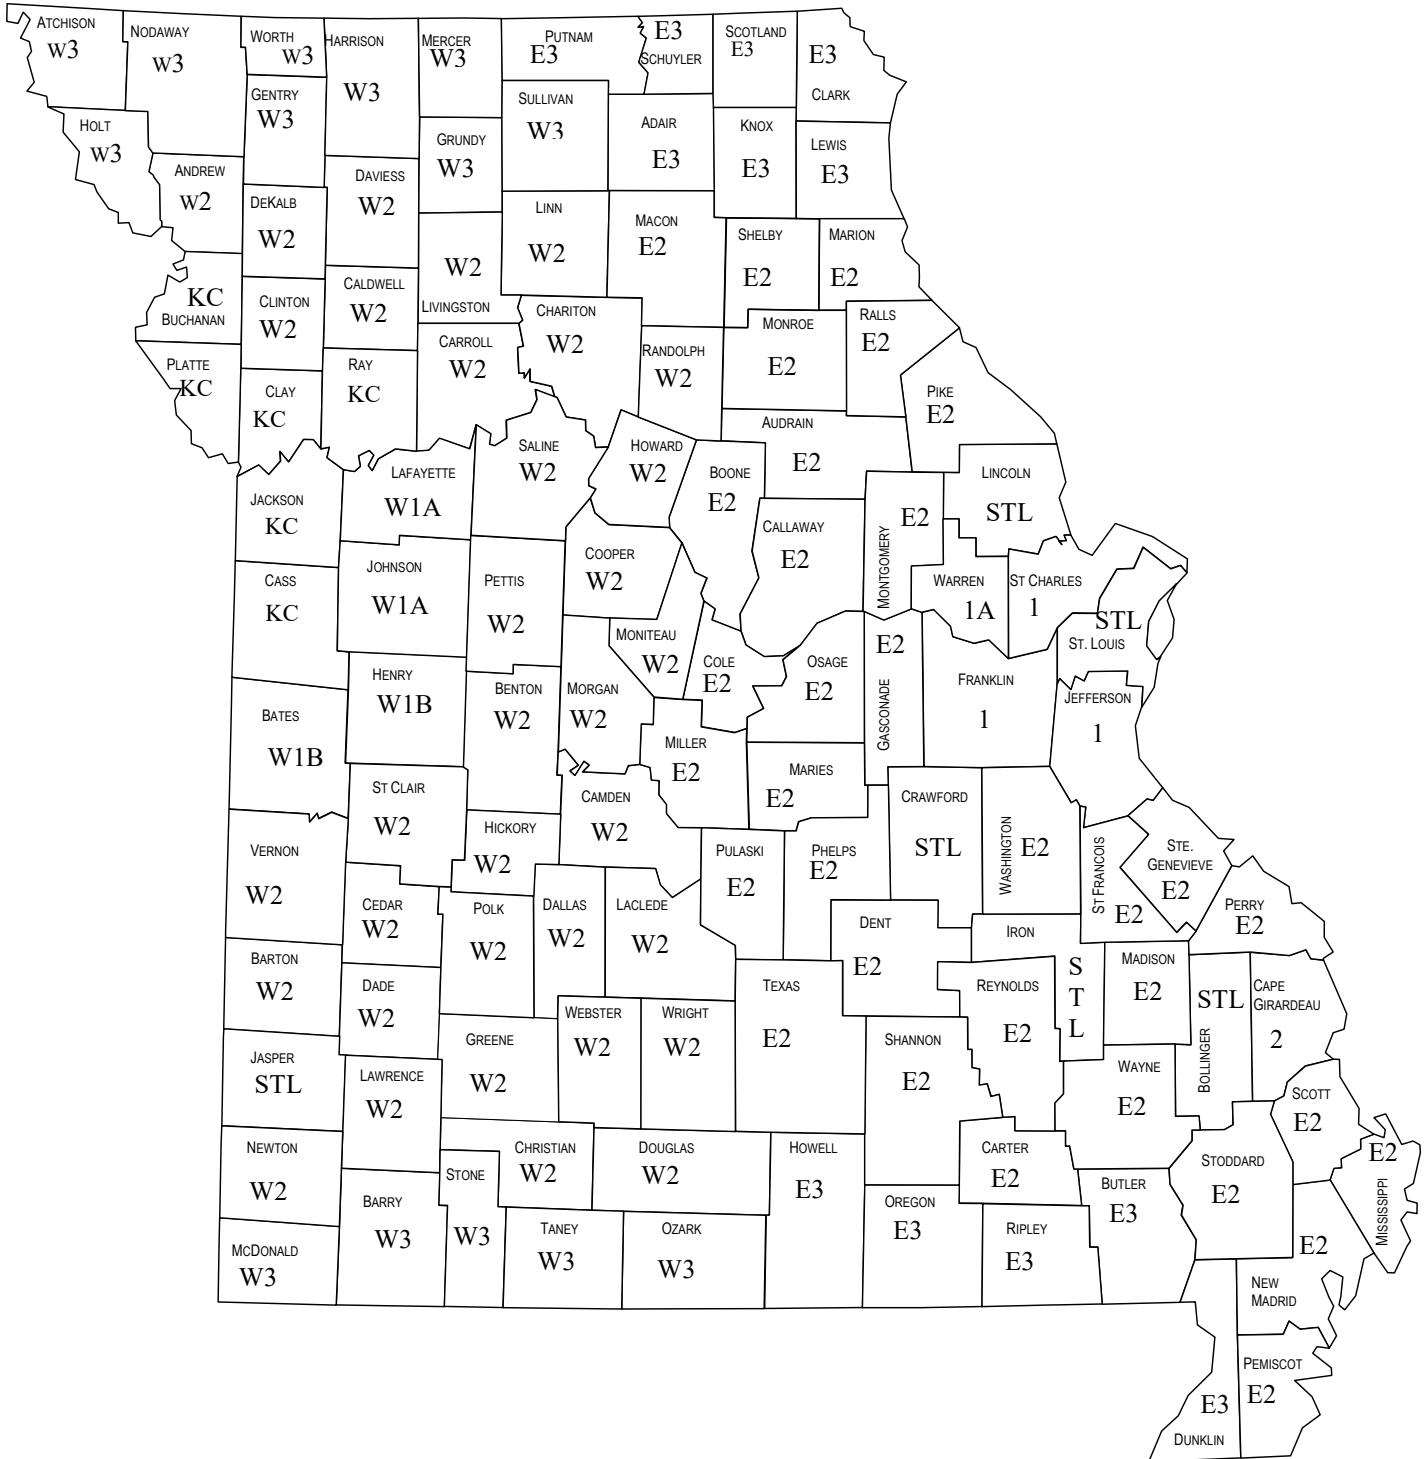 ATCHISON
W3
NODAWAY
W3
WORTH
W3
HARRISON
W3
MERCER
W3
PUTNAM
E3
E3
SCHUYLER
SCOTLAND
E3
E3
CLARK
GENTRY
W3
SULLIVAN
W3
HOLT
W3
GRUNDY
W3
ADAIR
E3
KNOX
E3
LEWIS
E3
ANDREW
W2
DEKALB
W2
DAVIESS
W2
LINN
W2
MACON
E2
SHELBY
E2
MARION
E2
KC
BUCHANAN
CLINTON
W2
CALDWELL
W2
W2
LIVINGSTON
CHARITON
W2
MONROE
E2
RALLS
E2
PLATTE
KC
CLAY
KC
RAY
KC
CARROLL
W2
RANDOLPH
W2
PIKE
E2
AUDRAIN
E2
JACKSON
KC
LAFAYETTE
W1A
SALINE
W2
HOWARD
W2
BOONE
E2
CALLAWAY
E2
E2
MONTGOMERY
LINCOLN
STL
CASS
KC
JOHNSON
W1A
PETTIS
W2
COOPER
W2
WARREN
1A
ST CHARLES
1
STL
ST. LOUIS
MONITEAU
W2
COLE
E2
OSAGE
E2
E2
GASCONADE
FRANKLIN
1
JEFFERSON
1
BATES
W1B
HENRY
W1B
BENTON
W2
MORGAN
W2
MILLER
E2
MARIES
E2
ST CLAIR
W2
HICKORY
W2
CAMDEN
W2
PULASKI
E2
PHELPS
E2
CRAWFORD
STL
WASHINGTON
E2
ST FRANCOIS
E2
STE.
GENEVIEVE
E2
PERRY
E2
VERNON
W2
CEDAR
W2
POLK
W2
DALLAS
W2
LACLEDE
W2
DENT
E2
IRON
S
T
L
MADISON
E2
STL
BOLLINGER
CAPE
GIRARDEAU
2
BARTON
W2
DADE
W2
TEXAS
E2
REYNOLDS
E2
JASPER
STL
LAWRENCE
W2
GREENE
W2
WEBSTER
W2
WRIGHT
W2
SHANNON
E2
WAYNE
E2
SCOTT
E2
E2
MISSISSIPPI
NEWTON
W2
BARRY
W3
STONE
W3
CHRISTIAN
W2
DOUGLAS
W2
HOWELL
E3
CARTER
E2
BUTLER
E3
STODDARD
E2
MCDONALD
W3
TANEY
W3
OZARK
W3
OREGON
E3
RIPLEY
E3
E2
NEW
MADRID
PEMISCOT
E2
E3
DUNKLIN